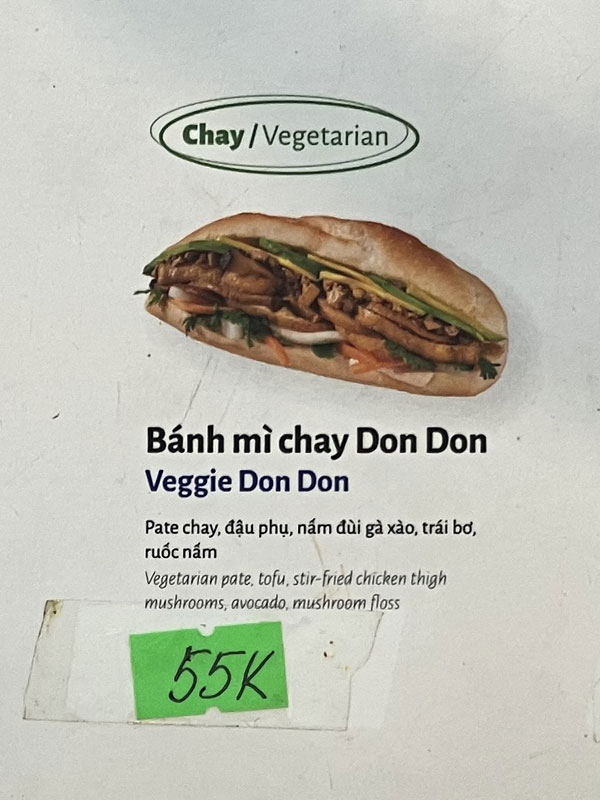 Chay / Vegetarian
Bánh mì chay Don Don
Veggie Don Don
Pate chay, đậu phụ, nấm đùi gà xào, trái bơ,
ruốc nấm
Vegetarian pate, tofu, stir-fried chicken thigh
mushrooms, avocado, mushroom floss
55K